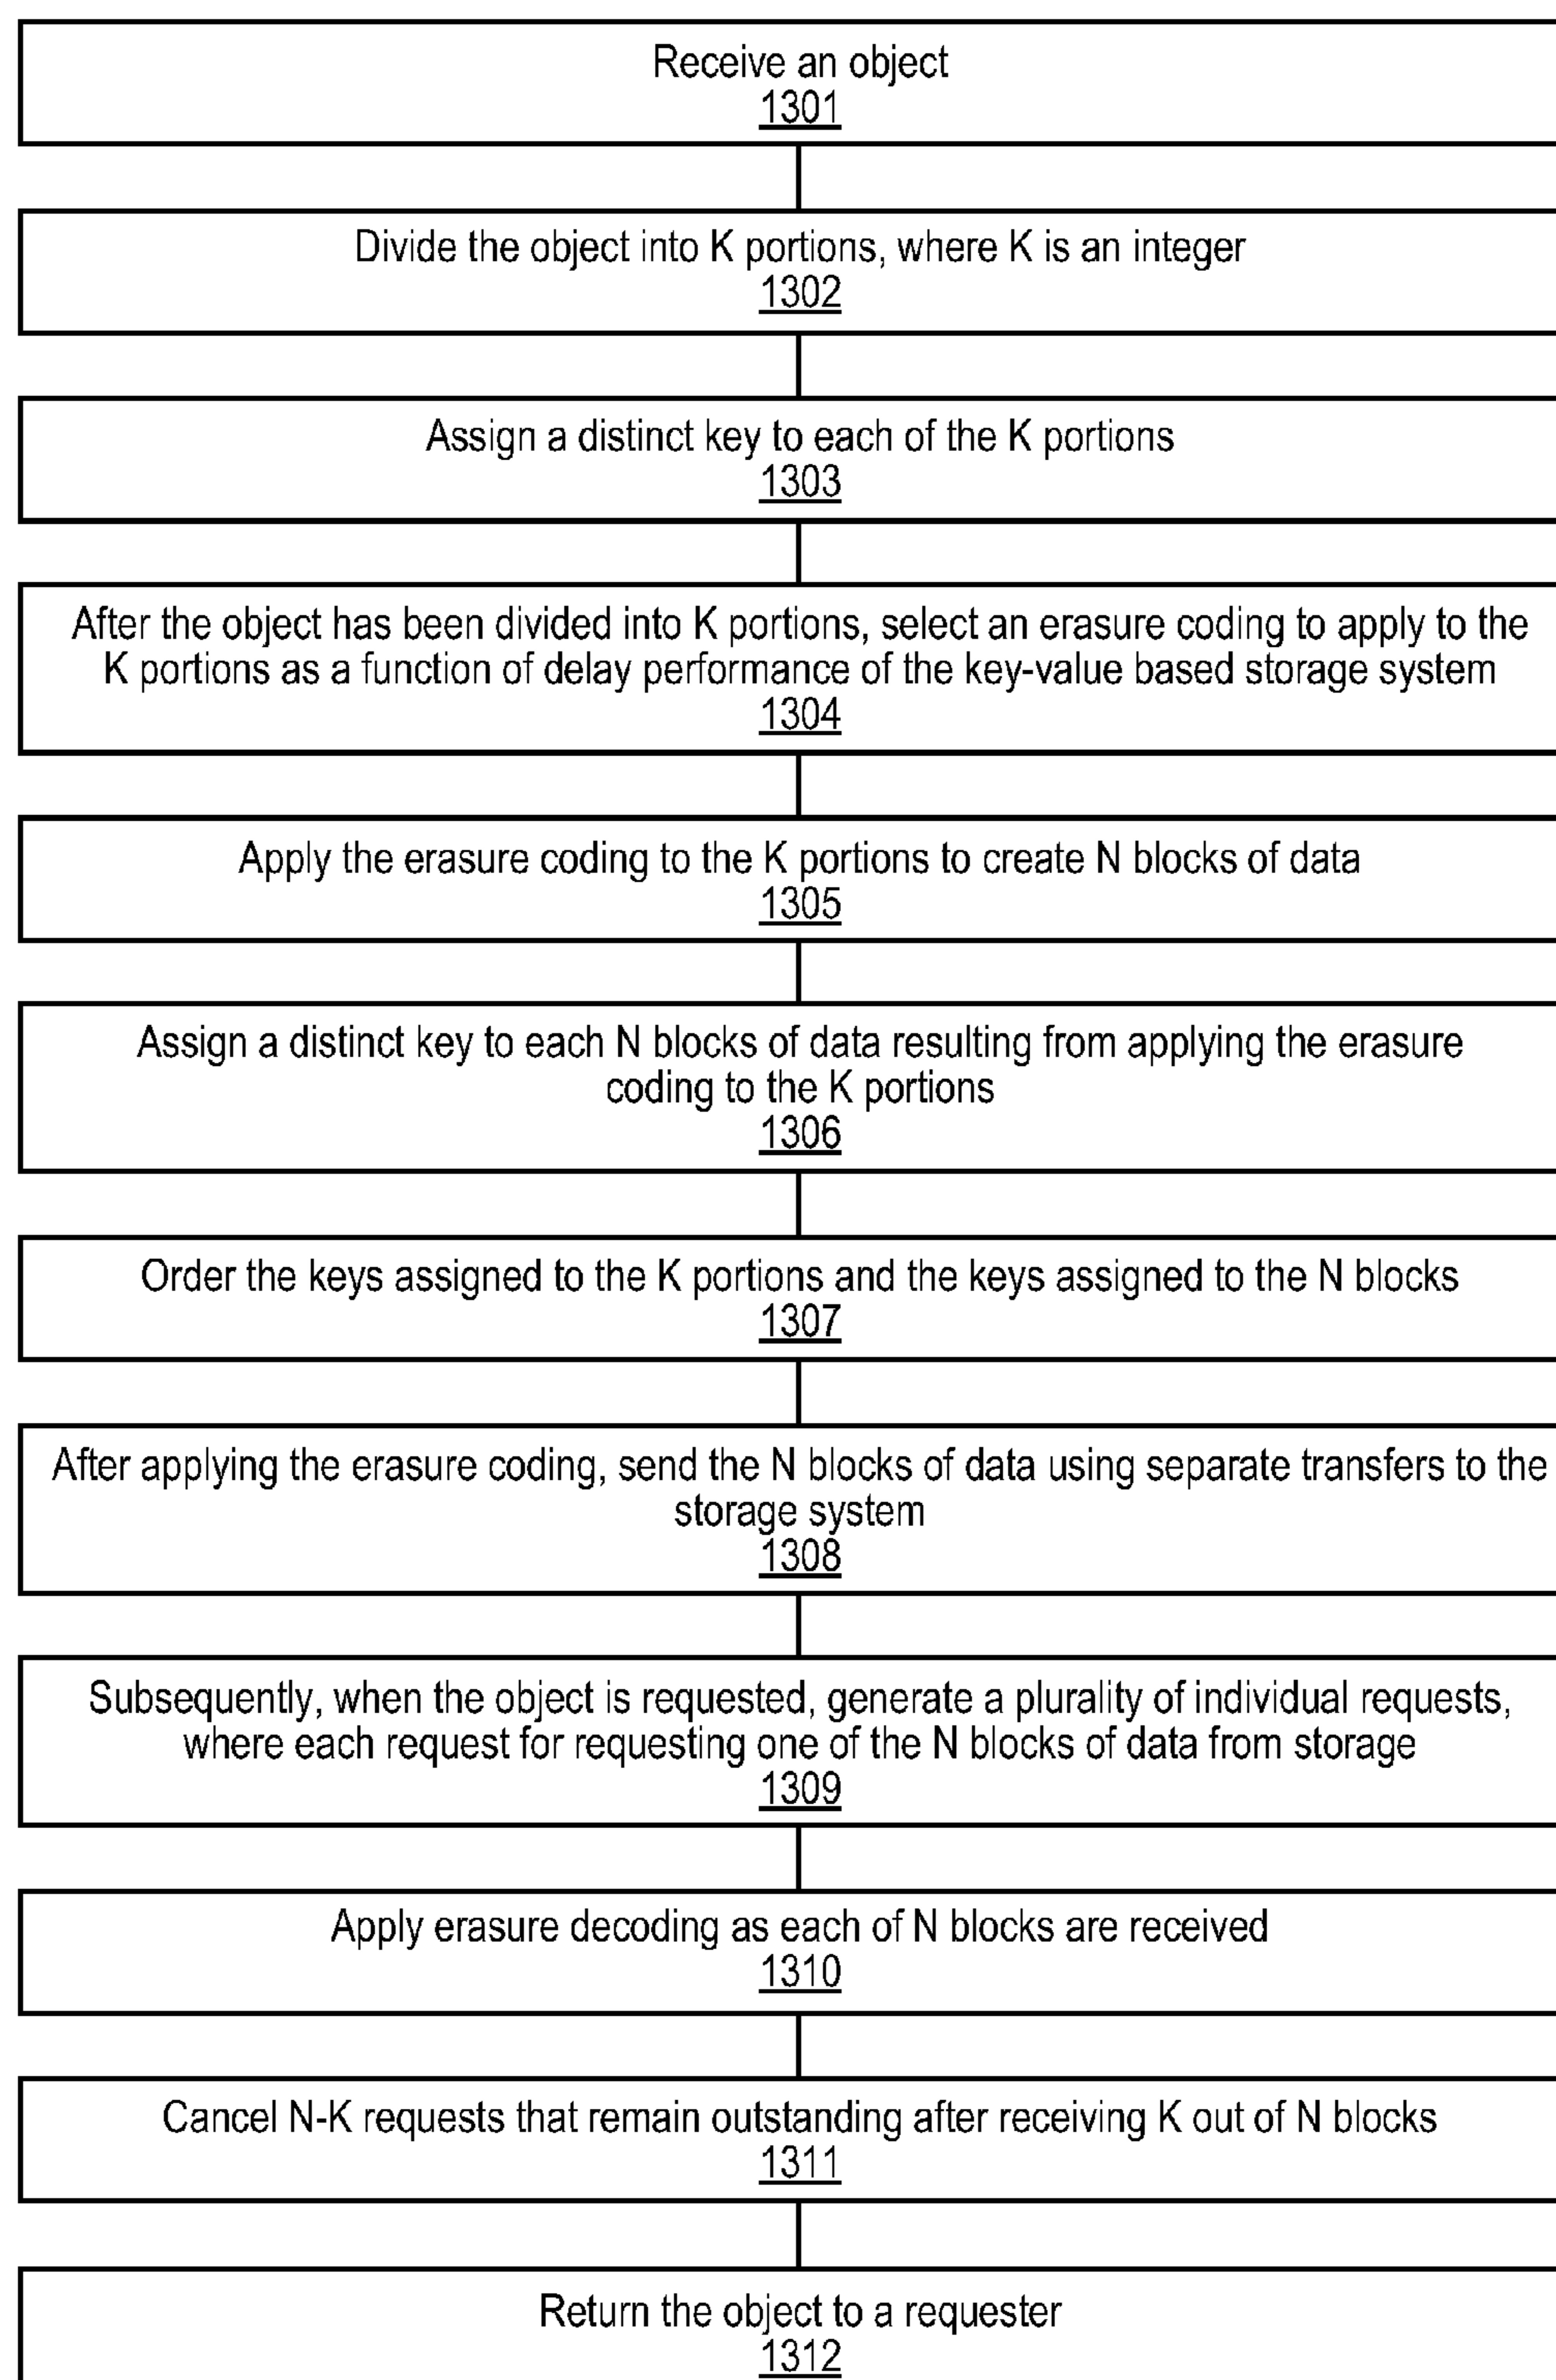 Receive an object
1301
Divide the object into K portions, where K is an integer
1302
Assign a distinct key to each of the K portions
1303
After the object has been divided into K portions, select an erasure coding to apply to the
K portions as a function of delay performance of the key-value based storage system
1304
Apply the erasure coding to the K portions to create N blocks of data
1305
Assign a distinct key to each N blocks of data resulting from applying the erasure
coding to the K portions
1306
Order the keys assigned to the K portions and the keys assigned to the N blocks
1307
After applying the erasure coding, send the N blocks of data using separate transfers to the
storage system
1308
Subsequently, when the object is requested, generate a plurality of individual requests,
where each request for requesting one of the N blocks of data from storage
1309
Apply erasure decoding as each of N blocks are received
1310
Cancel N-K requests that remain outstanding after receiving K out of N blocks
1311
Return the object to a requester
1312